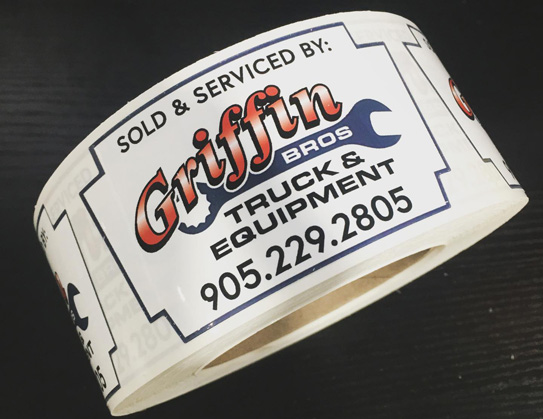 SOLD & SERVICED BY:
Griffin
BROS
TRUCK &
EQUIPMENT
905.229.2805